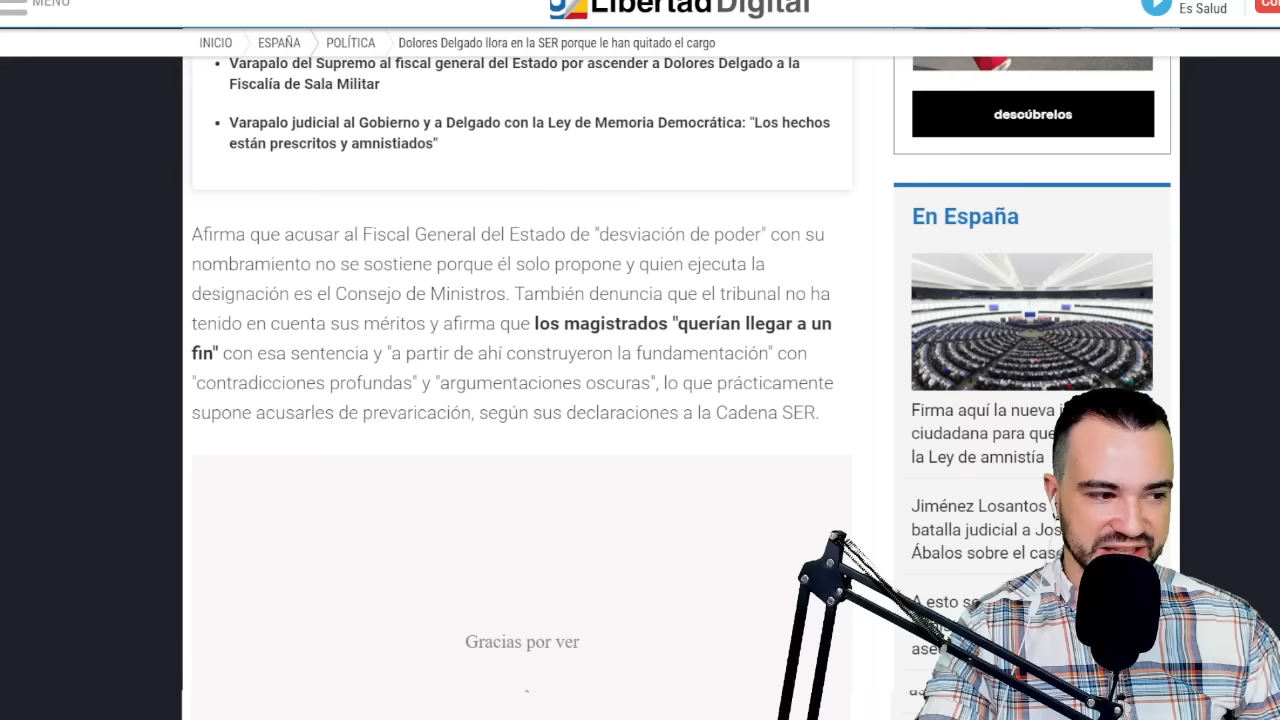 MENÚ
Libertad Digital
Es Salud
INICIO
ESPAÑA
POLÍTICA
Dolores Delgado llora en la SER porque le han quitado el cargo
Varapalo del Supremo al fiscal general del Estado por ascender a Dolores Delgado a la
Fiscalía de Sala Militar
Varapalo judicial al Gobierno y a Delgado con la Ley de Memoria Democrática: "Los hechos
están prescritos y amnistiados"
Afirma que acusar al Fiscal General del Estado de "desviación de poder" con su
nombramiento no se sostiene porque él solo propone y quien ejecuta la
designación es el Consejo de Ministros. También denuncia que el tribunal no ha
tenido en cuenta sus méritos y afirma que los magistrados "querían llegar a un
fin" con esa sentencia y "a partir de ahí construyeron la fundamentación" con
"contradicciones profundas" y "argumentaciones oscuras", lo que prácticamente
supone acusarles de prevaricación, según sus declaraciones a la Cadena SER.
Gracias por ver
descúbrelos
En España
Firma aquí la nueva
ciudadana para que
la Ley de amnistía
Jiménez Losantos
batalla judicial a
Ábalos sobre el
A esto